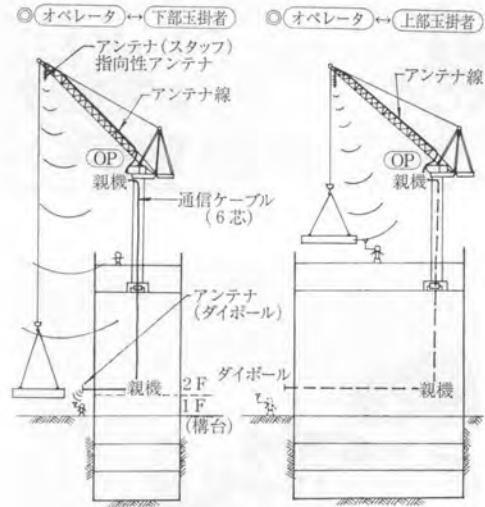 ◎オペレータ↔下部玉掛者
アンテナ(スタッフ)
指向性アンテナ
アンテナ線
OP
親機
通信ケーブル
(6芯)
アンテナ
(ダイポール)
親機
2F
1F
(構台)
◎オペレータ↔上部玉掛者
アンテナ線
OP
親機
ダイポール
親機